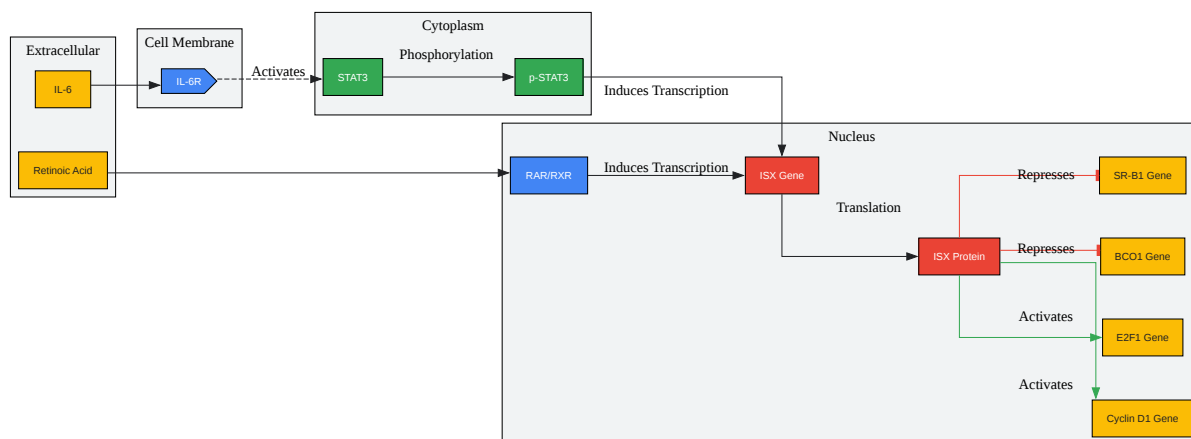 Extracellular
IL-6
Retinoic Acid
Cell Membrane
IL-6R
Activates
Cytoplasm
Phosphorylation
STAT3
p-STAT3
Induces Transcription
Nucleus
RAR/RXR
Induces Transcription
ISX Gene
Translation
ISX Protein
Represses
SR-B1 Gene
Represses
BCO1 Gene
Activates
E2F1 Gene
Activates
Cyclin D1 Gene